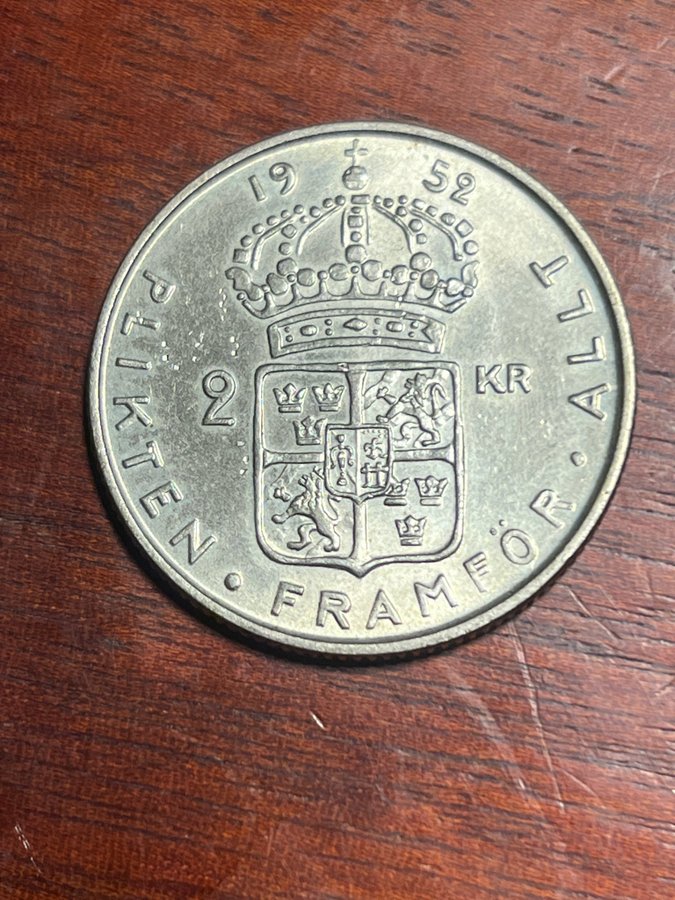 19 52
2 KR
PLIKTEN · FRAMFÖR · ALLT